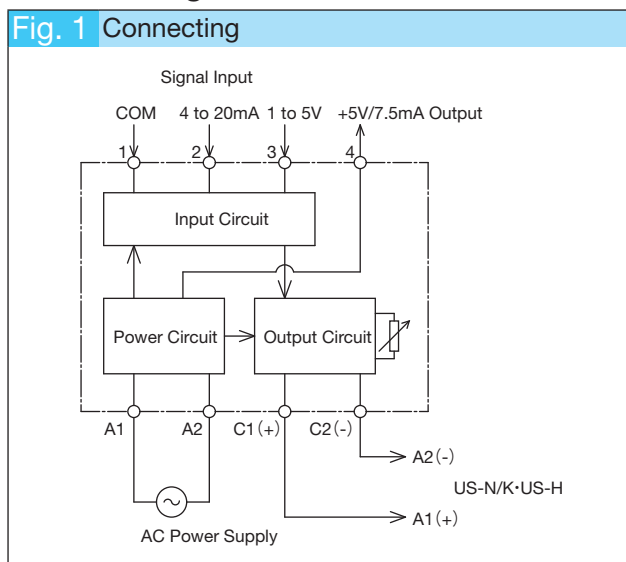 Fig. 1 Connecting
Signal Input
COM 4 to 20mA 1 to 5V +5V/7.5mA Output
1 2 3 4
Input Circuit
Power Circuit Output Circuit
A1 A2 C1(+) C2(-)
A2(-)
US-N/K・US-H
A1(+)
AC Power Supply